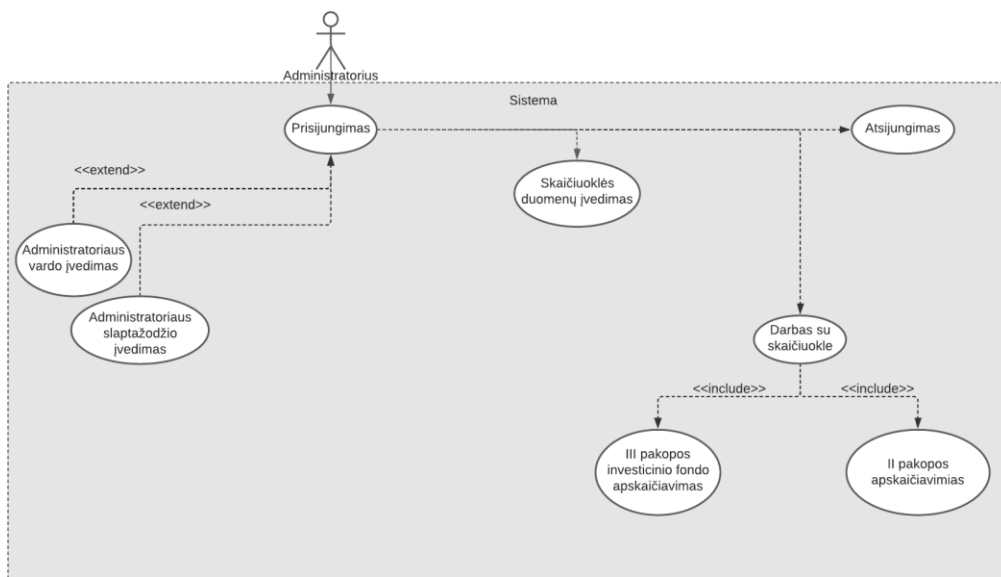 Administratorius
Sistema
Prisijungimas
Atsijungimas
<<extend>>
Skaičiuoklės
duomenų įvedimas
<<extend>>
Administratoriaus
vardo įvedimas
Administratoriaus
slaptažodžio
įvedimas
Darbas su
skaičiuokle
<<include>>
<<include>>
III pakopos
investicinio fondo
apskaičiavimas
II pakopos
apskaičiavimias